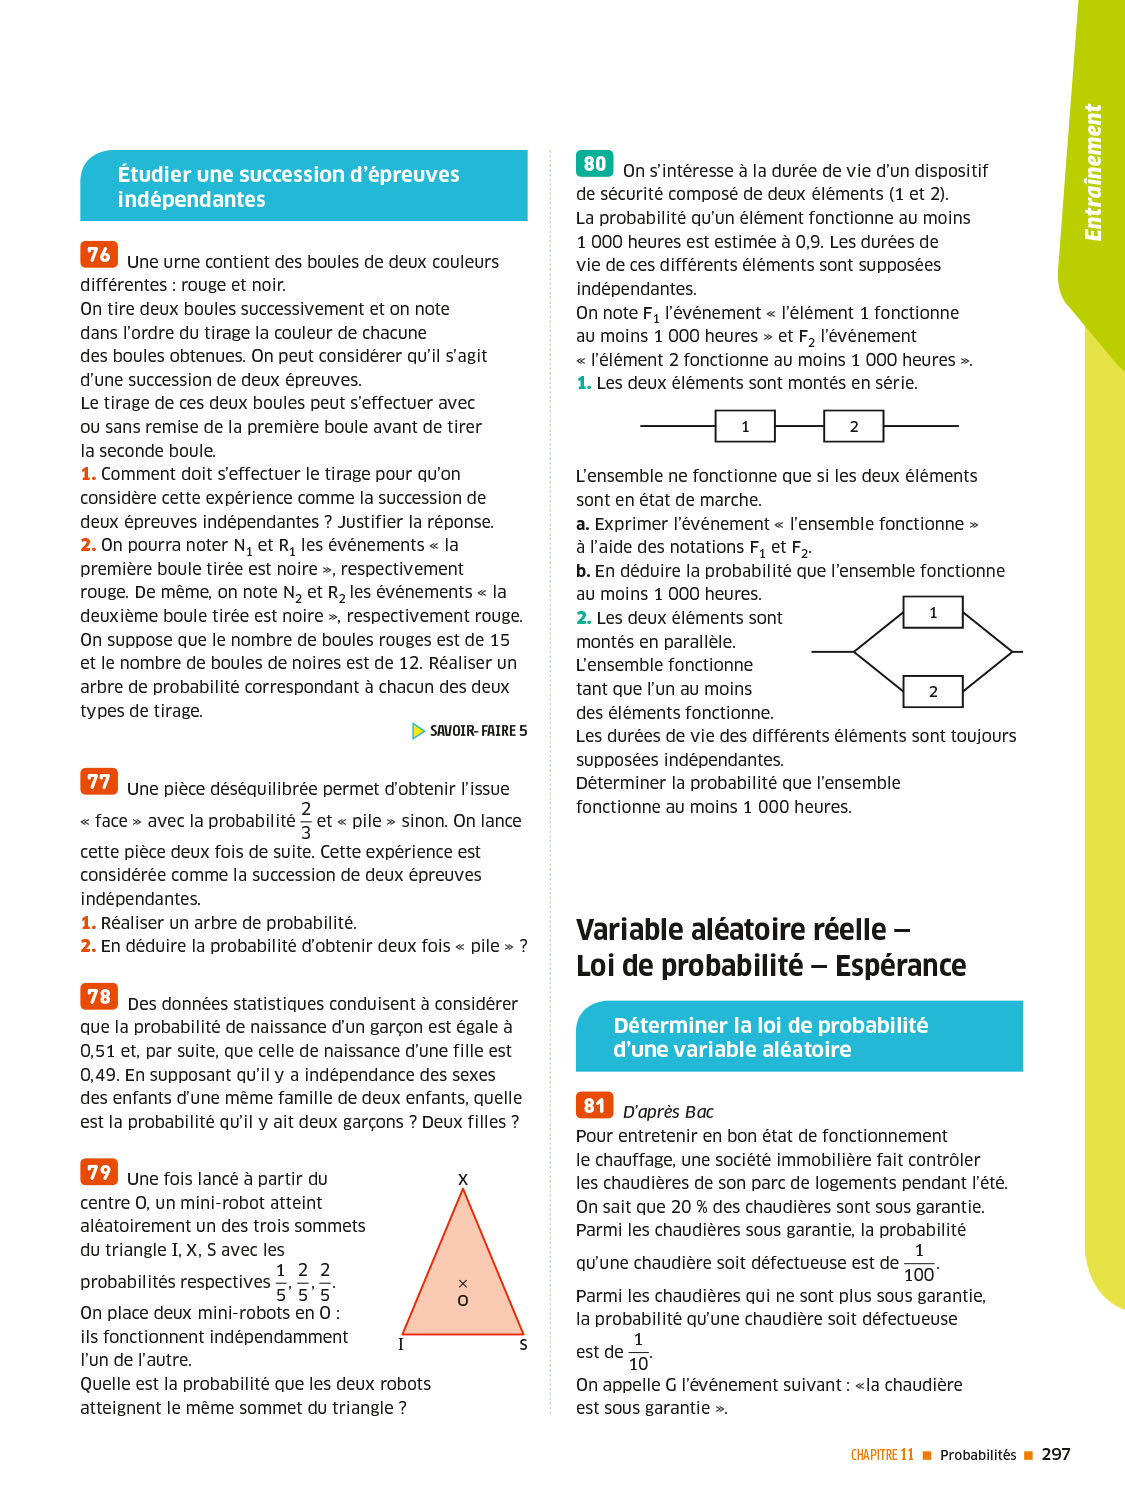 Entraînement
Étudier une succession d'épreuves
indépendantes
76 Une urne contient des boules de deux couleurs
différentes : rouge et noir.
On tire deux boules successivement et on note
dans l'ordre du tirage la couleur de chacune
des boules obtenues. On peut considérer qu'il s'agit
d'une succession de deux épreuves.
Le tirage de ces deux boules peut s'effectuer avec
ou sans remise de la première boule avant de tirer
la seconde boule.
1. Comment doit s'effectuer le tirage pour qu'on
considère cette expérience comme la succession de
deux épreuves indépendantes ? Justifier la réponse.
2. On pourra noter N₁ et R₁ les événements « la
première boule tirée est noire », respectivement
rouge. De même, on note N₂ et R₂ les événements « la
deuxième boule tirée est noire », respectivement rouge.
On suppose que le nombre de boules rouges est de 15
et le nombre de boules de noires est de 12. Réaliser un
arbre de probabilité correspondant à chacun des deux
types de tirage.
SAVOIR-FAIRE 5
77 Une pièce déséquilibrée permet d'obtenir l'issue
« face » avec la probabilité 2/3 et « pile » sinon. On lance
cette pièce deux fois de suite. Cette expérience est
considérée comme la succession de deux épreuves
indépendantes.
1. Réaliser un arbre de probabilité.
2. En déduire la probabilité d'obtenir deux fois « pile » ?
78 Des données statistiques conduisent à considérer
que la probabilité de naissance d'un garçon est égale à
0,51 et, par suite, que celle de naissance d'une fille est
0,49. En supposant qu'il y a indépendance des sexes
des enfants d'une même famille de deux enfants, quelle
est la probabilité qu'il y ait deux garçons ? Deux filles ?
79 Une fois lancé à partir du
centre O, un mini-robot atteint
aléatoirement un des trois sommets
du triangle I, X, S avec les
probabilités respectives 1/5, 2/5, 2/5.
On place deux mini-robots en O :
ils fonctionnent indépendamment
l'un de l'autre.
Quelle est la probabilité que les deux robots
atteignent le même sommet du triangle ?
X
×
O
I
S
80 On s'intéresse à la durée de vie d'un dispositif
de sécurité composé de deux éléments (1 et 2).
La probabilité qu'un élément fonctionne au moins
1 000 heures est estimée à 0,9. Les durées de
vie de ces différents éléments sont supposées
indépendantes.
On note F₁ l'événement « l'élément 1 fonctionne
au moins 1 000 heures » et F₂ l'événement
« l'élément 2 fonctionne au moins 1 000 heures ».
1. Les deux éléments sont montés en série.
1
2
L'ensemble ne fonctionne que si les deux éléments
sont en état de marche.
a. Exprimer l'événement « l'ensemble fonctionne »
à l'aide des notations F₁ et F₂.
b. En déduire la probabilité que l'ensemble fonctionne
au moins 1 000 heures.
2. Les deux éléments sont
montés en parallèle.
L'ensemble fonctionne
tant que l'un au moins
des éléments fonctionne.
1
2
Les durées de vie des différents éléments sont toujours
supposées indépendantes.
Déterminer la probabilité que l'ensemble
fonctionne au moins 1 000 heures.
Variable aléatoire réelle –
Loi de probabilité – Espérance
Déterminer la loi de probabilité
d'une variable aléatoire
81 D'après Bac
Pour entretenir en bon état de fonctionnement
le chauffage, une société immobilière fait contrôler
les chaudières de son parc de logements pendant l'été.
On sait que 20 % des chaudières sont sous garantie.
Parmi les chaudières sous garantie, la probabilité
qu'une chaudière soit défectueuse est de 1/100.
Parmi les chaudières qui ne sont plus sous garantie,
la probabilité qu'une chaudière soit défectueuse
est de 1/10.
On appelle G l'événement suivant : «la chaudière
est sous garantie ».
CHAPITRE 11 ■ Probabilités ■ 297